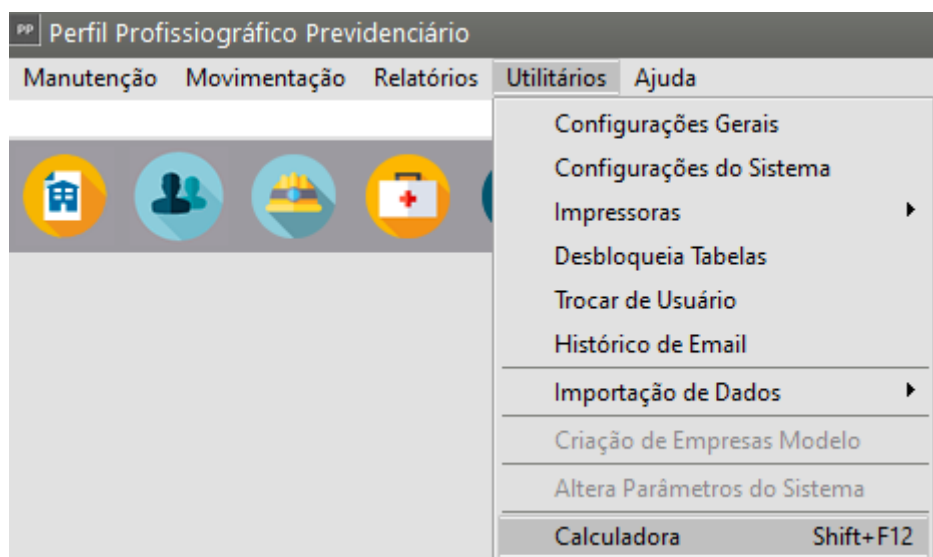 PP Perfil Profissiográfico Previdenciário
Manutenção Movimentação Relatórios Utilitários Ajuda
Configurações Gerais
Configurações do Sistema
Impressoras
Desbloqueia Tabelas
Trocar de Usuário
Histórico de Email
Importação de Dados
Criação de Empresas Modelo
Altera Parâmetros do Sistema
Calculadora Shift+F12